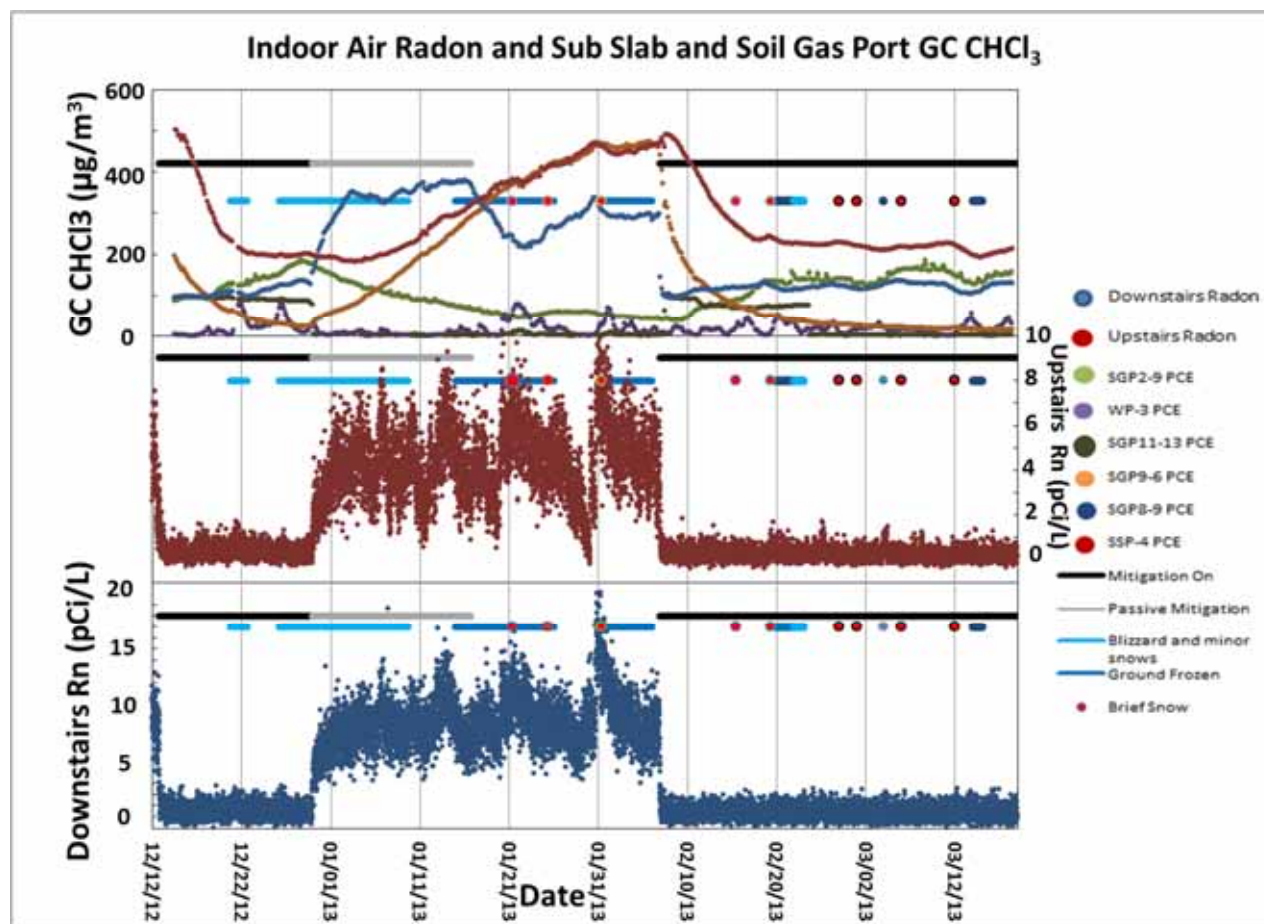 Indoor Air Radon and Sub Slab and Soil Gas Port GC CHCl₃
GC CHCl3 (µg/m³)
600
400
200
0
10
8
6
4
2
0
Upstairs Rn (pCi/L)
Downstairs Rn (pCi/L)
20
15
10
5
0
12/12/12
12/22/12
01/01/13
01/11/13
01/21/13
01/31/13
02/10/13
02/20/13
03/02/13
03/12/13
Date
Downstairs Radon
Upstairs Radon
SGP2-9 PCE
WP-3 PCE
SGP11-13 PCE
SGP9-6 PCE
SGP8-9 PCE
SSP-4 PCE
Mitigation On
Passive Mitigation
Blizzard and minor
snows
Ground Frozen
Brief Snow